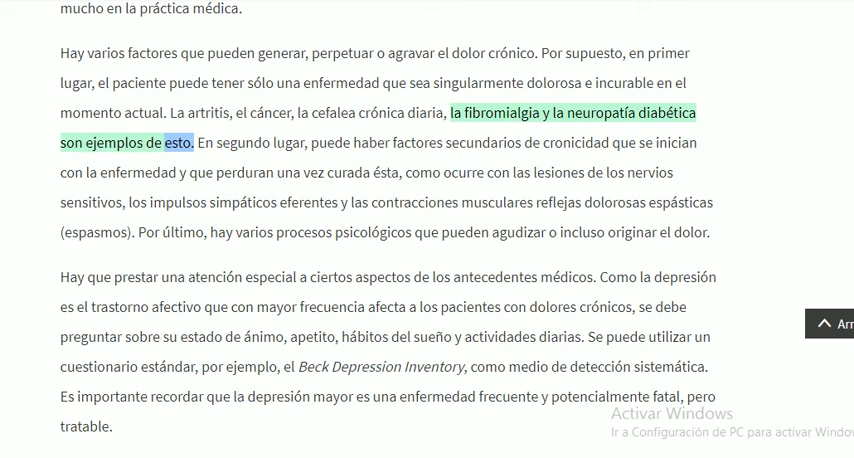 mucho en la práctica médica.
Hay varios factores que pueden generar, perpetuar o agravar el dolor crónico. Por supuesto, en primer
lugar, el paciente puede tener sólo una enfermedad que sea singularmente dolorosa e incurable en el
momento actual. La artritis, el cáncer, la cefalea crónica diaria, la fibromialgia y la neuropatía diabética
son ejemplos de esto. En segundo lugar, puede haber factores secundarios de cronicidad que se inician
con la enfermedad y que perduran una vez curada ésta, como ocurre con las lesiones de los nervios
sensitivos, los impulsos simpáticos eferentes y las contracciones musculares reflejas dolorosas espásticas
(espasmos). Por último, hay varios procesos psicológicos que pueden agudizar o incluso originar el dolor.
Hay que prestar una atención especial a ciertos aspectos de los antecedentes médicos. Como la depresión
es el trastorno afectivo que con mayor frecuencia afecta a los pacientes con dolores crónicos, se debe
preguntar sobre su estado de ánimo, apetito, hábitos del sueño y actividades diarias. Se puede utilizar un
cuestionario estándar, por ejemplo, el Beck Depression Inventory, como medio de detección sistemática.
Es importante recordar que la depresión mayor es una enfermedad frecuente y potencialmente fatal, pero
tratable.
Arr
Activar Windows
Ir a Configuración de PC para activar Windo